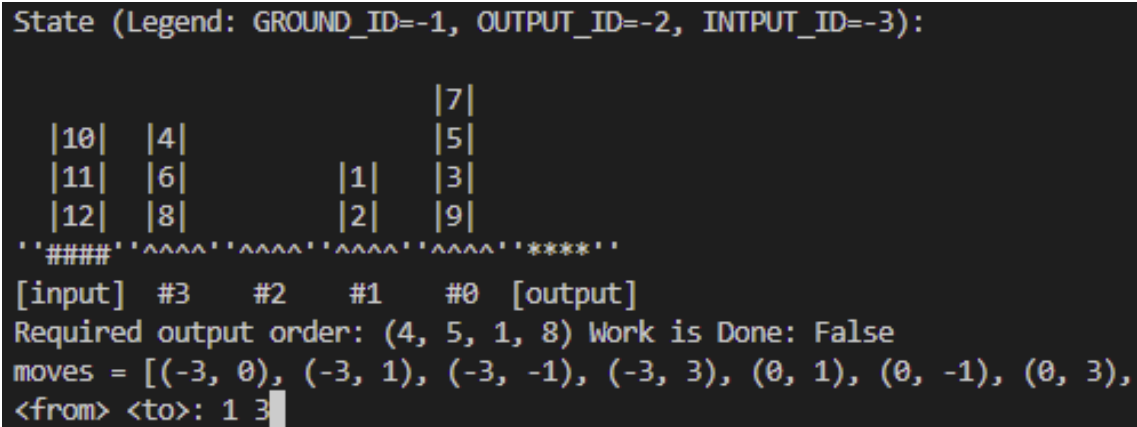 State (Legend: GROUND_ID=-1, OUTPUT_ID=-2, INTPUT_ID=-3):
|7|
|10| |4| |5|
|11| |6| |1| |3|
|12| |8| |2| |9|
''####''^^^^''^^^^''^^^^''^^^^''****''
[input] #3 #2 #1 #0 [output]
Required output order: (4, 5, 1, 8) Work is Done: False
moves = [(-3, 0), (-3, 1), (-3, -1), (-3, 3), (0, 1), (0, -1), (0, 3),
<from> <to>: 1 3